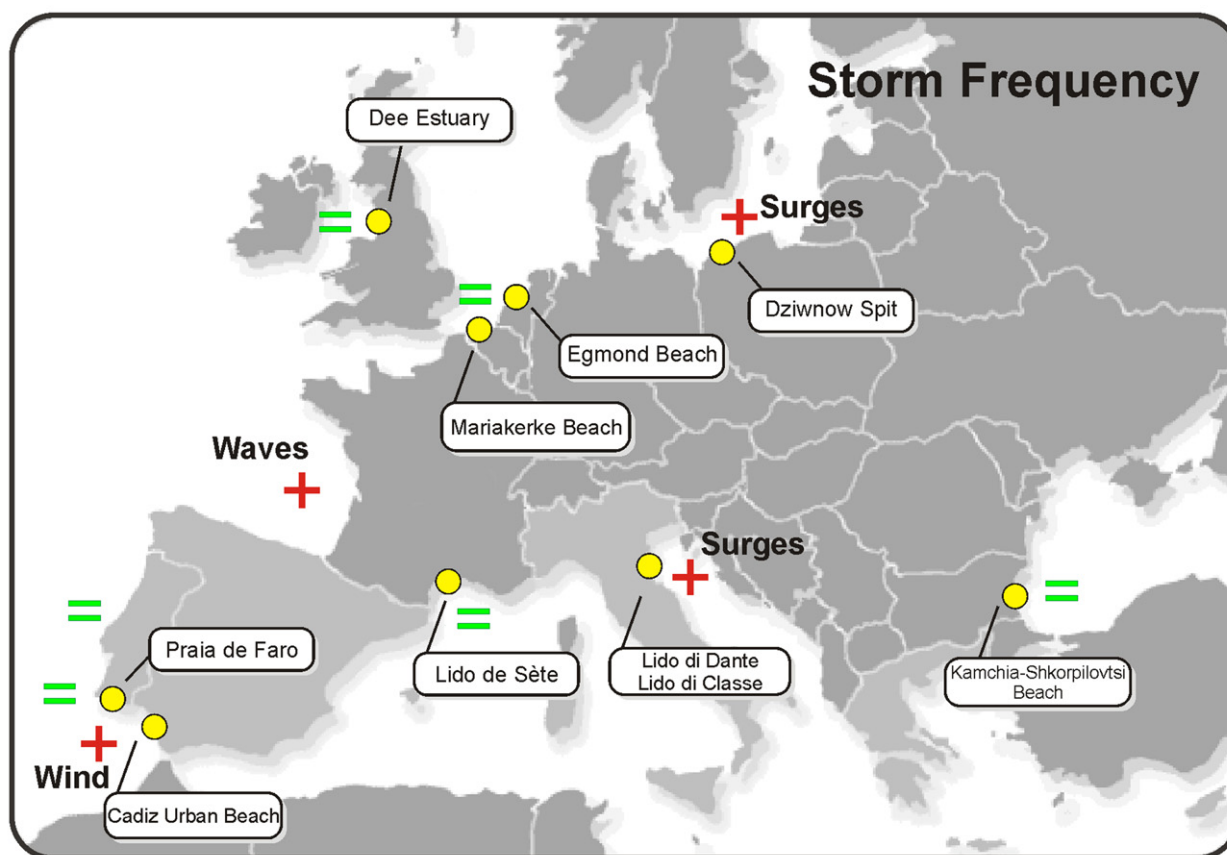 Storm Frequency
Dee Estuary
=
+ Surges
=
Dziwnow Spit
Egmond Beach
Mariakerke Beach
Waves
+
Surges
+
=
=
=
Praia de Faro
Lido de Sète
Lido di Dante
Lido di Classe
Kamchia-Shkorpilovtsi
Beach
=
+
Wind
Cadiz Urban Beach